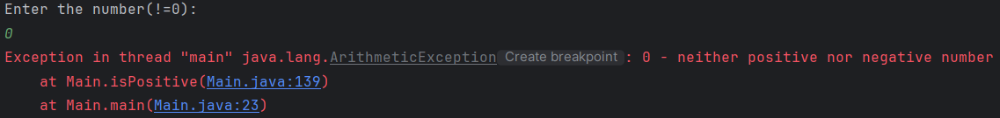 Enter the number(!=0):
0
Exception in thread "main" java.lang.ArithmeticException Create breakpoint : 0 - neither positive nor negative number
    at Main.isPositive(Main.java:139)
    at Main.main(Main.java:23)